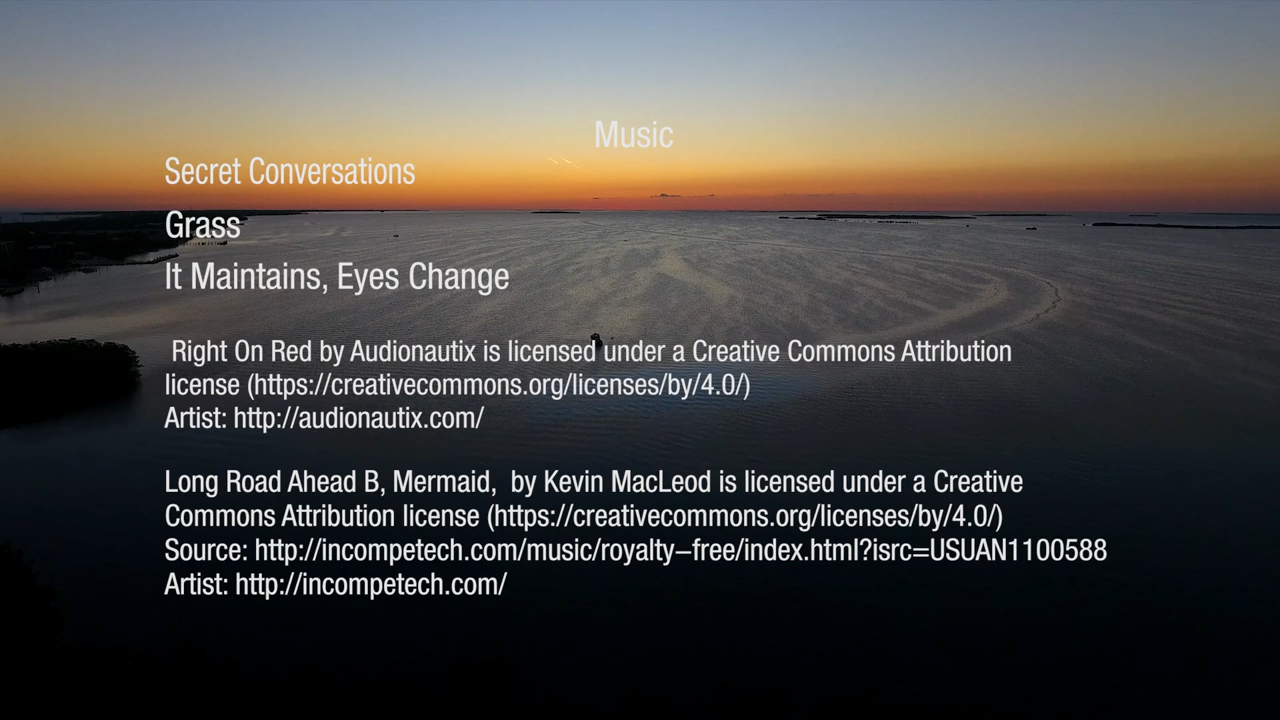 Music
Secret Conversations
Grass
It Maintains, Eyes Change
Right On Red by Audionautix is licensed under a Creative Commons Attribution
license (https://creativecommons.org/licenses/by/4.0/)
Artist: http://audionautix.com/
Long Road Ahead B, Mermaid,  by Kevin MacLeod is licensed under a Creative
Commons Attribution license (https://creativecommons.org/licenses/by/4.0/)
Source: http://incompetech.com/music/royalty–free/index.html?isrc=USUAN1100588
Artist: http://incompetech.com/